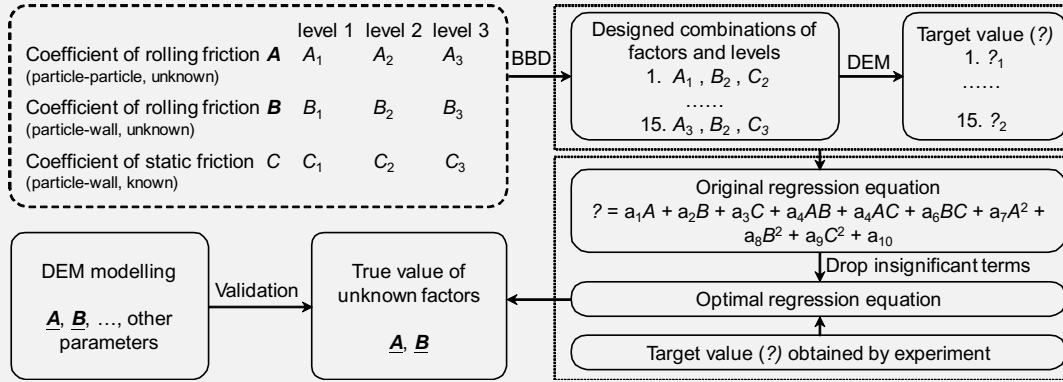 level 1 level 2 level 3
Coefficient of rolling friction A A₁ A₂ A₃
(particle-particle, unknown)
Coefficient of rolling friction B B₁ B₂ B₃
(particle-wall, unknown)
Coefficient of static friction C C₁ C₂ C₃
(particle-wall, known)
BBD
Designed combinations of
factors and levels
1. A₁ , B₂ , C₂
......
15. A₃ , B₂ , C₃
DEM
Target value (?)
1. ?₁
......
15. ?₂
Original regression equation
? = a₁A + a₂B + a₃C + a₄AB + a₄AC + a₆BC + a₇A² +
a₈B² + a₉C² + a₁₀
Drop insignificant terms
Optimal regression equation
Target value (?) obtained by experiment
True value of
unknown factors
A, B
Validation
DEM modelling
A, B, ..., other
parameters